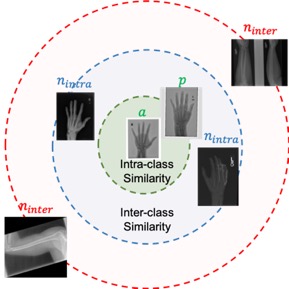 n_inter
n_intra
p
a
n_intra
Intra-class
Similarity
n_inter
Inter-class
Similarity